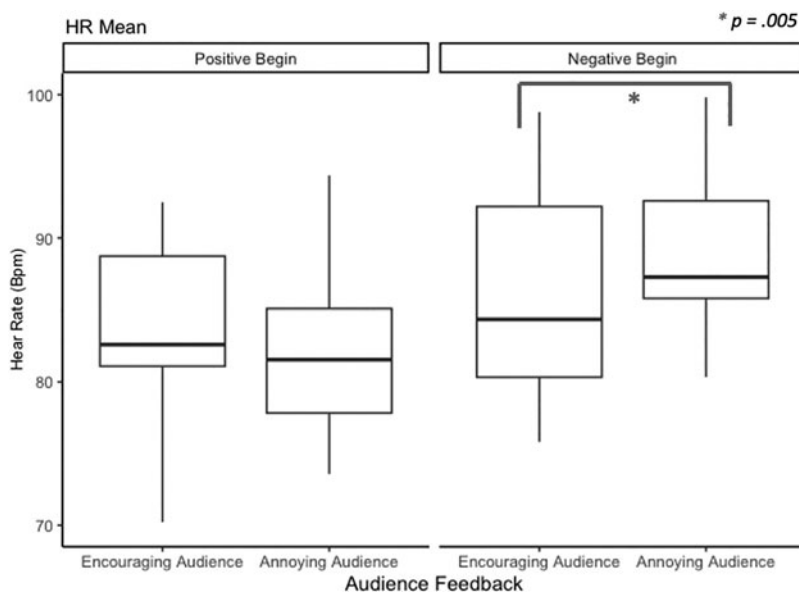 HR Mean
* p = .005
Positive Begin
Negative Begin
*
100
90
80
70
Hear Rate (Bpm)
Encouraging Audience
Annoying Audience
Encouraging Audience
Annoying Audience
Audience Feedback